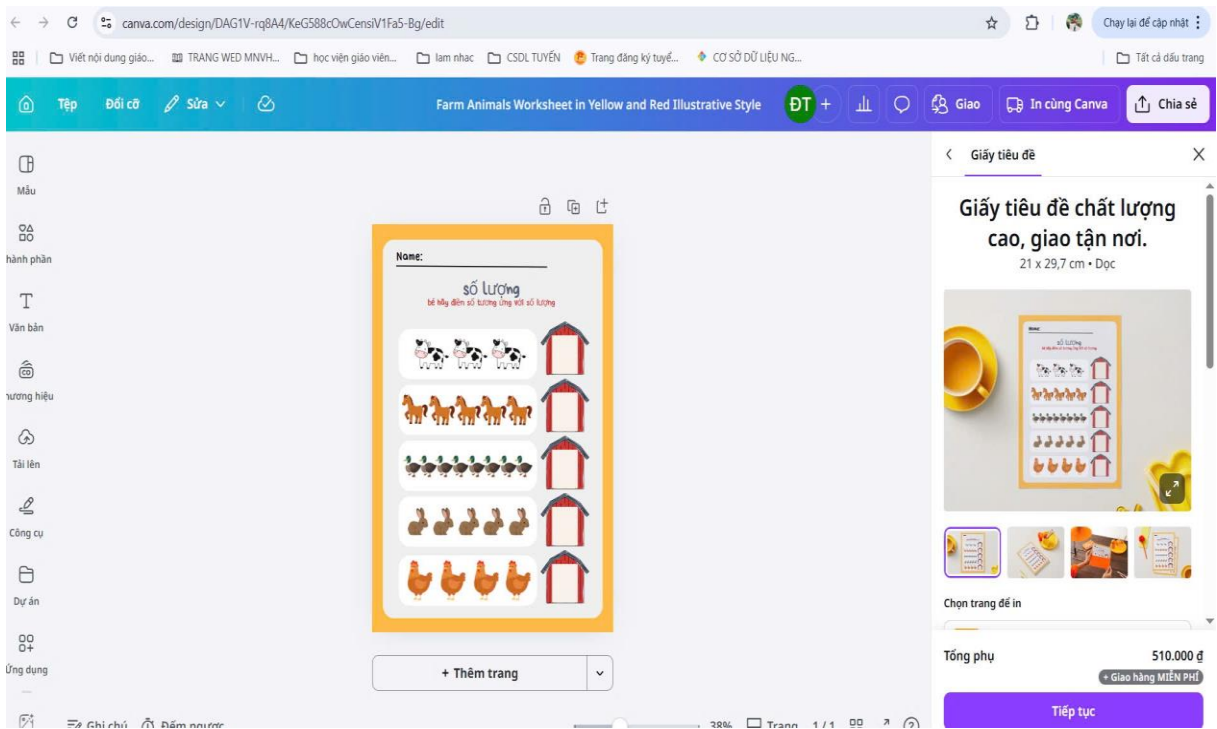 canva.com/design/DAG1V-rq8A4/KeG588cOwCensiV1Fa5-Bg/edit
Chạy lại để cập nhật
Viết nội dung giáo...
TRANG WED MNVH...
học viện giáo viên...
lam nhac
CSDL TUYẾN
Trang đăng ký tuyể...
CƠ SỞ DỮ LIỆU NG...
Tất cả dấu trang
Tệp
Đổi cỡ
Sửa
Farm Animals Worksheet in Yellow and Red Illustrative Style
ĐT
+
Giao
In cùng Canva
Chia sẻ
Mẫu
hành phần
T
Văn bản
hương hiệu
Tải lên
Công cụ
Dự án
Ứng dụng
Name:
số lượng
bé hãy điền số tương ứng với số lượng
+ Thêm trang
Ghi chú
Đếm ngược
38%
Trang
1 / 1
Giấy tiêu đề
Giấy tiêu đề chất lượng
cao, giao tận nơi.
21 x 29,7 cm • Dọc
Chọn trang để in
Tổng phụ
510.000 ₫
+ Giao hàng MIỄN PHÍ
Tiếp tục